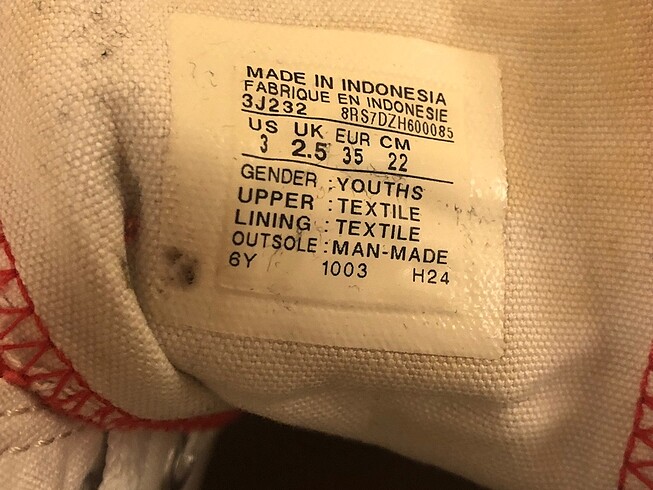 MADE IN INDONESIA
FABRIQUE EN INDONESIE
3J232 8RS7DZH600085
US UK EUR CM
3 2.5 35 22
GENDER : YOUTHS
UPPER : TEXTILE
LINING : TEXTILE
OUTSOLE : MAN-MADE
6Y 1003 H24